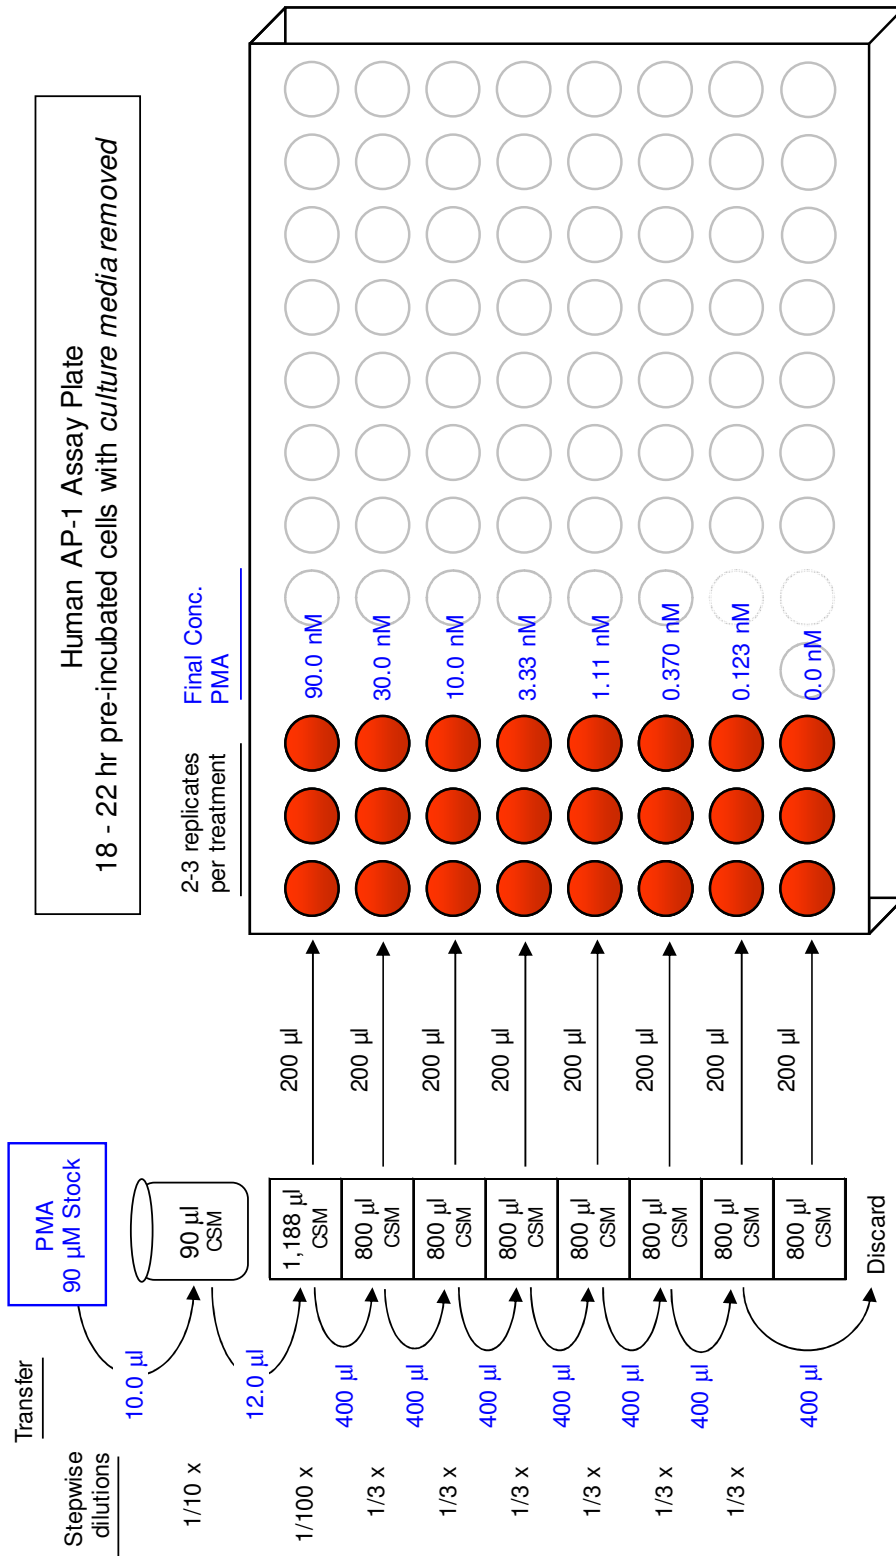 Human AP-1 Assay Plate
18 - 22 hr pre-incubated cells with culture media removed
Stepwise
dilutions
Transfer
PMA
90 µM Stock
2-3 replicates
per treatment
Final Conc.
PMA
1/10 x
10.0 µl
90 µl
CSM
1/100 x
12.0 µl
1,188 µl
CSM
200 µl
90.0 nM
1/3 x
400 µl
800 µl
CSM
200 µl
30.0 nM
1/3 x
400 µl
800 µl
CSM
200 µl
10.0 nM
1/3 x
400 µl
800 µl
CSM
200 µl
3.33 nM
1/3 x
400 µl
800 µl
CSM
200 µl
1.11 nM
1/3 x
400 µl
800 µl
CSM
200 µl
0.370 nM
1/3 x
400 µl
800 µl
CSM
200 µl
0.123 nM
400 µl
800 µl
CSM
200 µl
0.0 nM
Discard